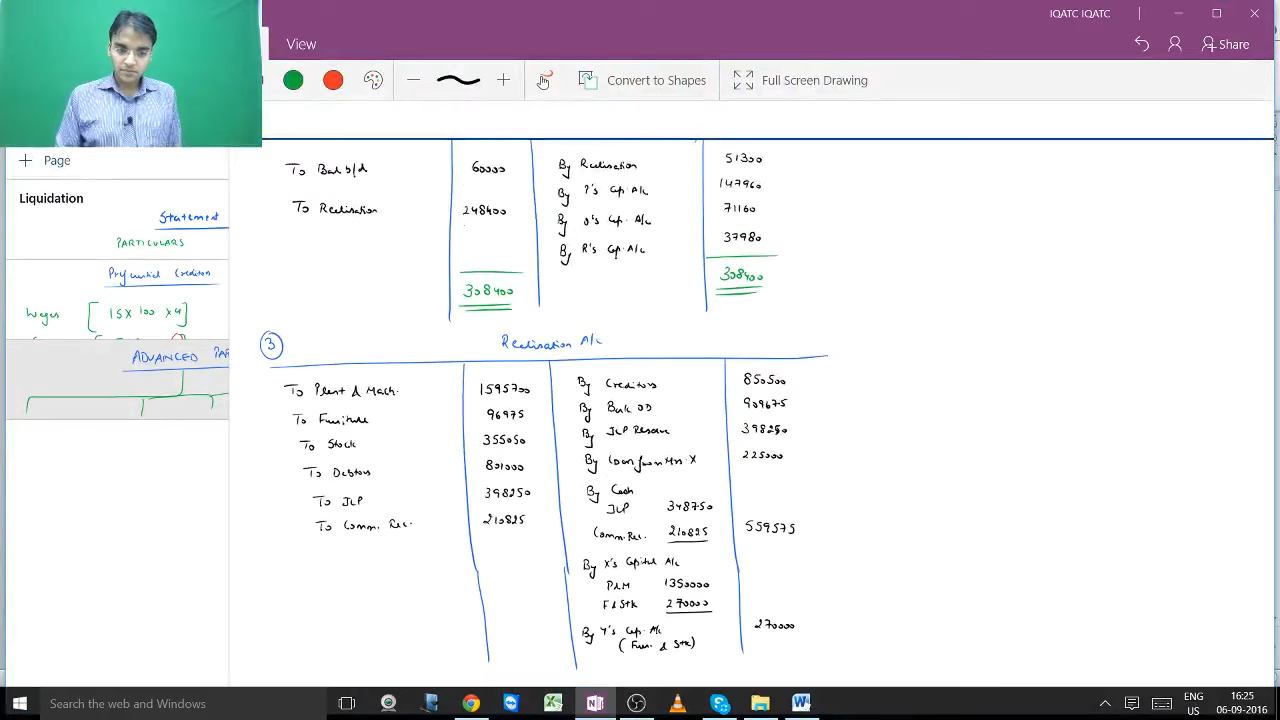 IQATC IQATC
View
Share
Convert to Shapes
Full Screen Drawing
Page
Liquidation
Statement
PARTICULARS
Preferential Creditors
Wages [15 x 100 x 4]
ADVANCED PA
To Bal b/d 60000 By Realisation 51300
By P's Cap. A/c 147960
To Realisation 248400 By Q's Cap. A/c 71160
By R's Cap. A/c 37980
308400 308400
3 Realisation A/c
To Plant & Mach. 1595700 By Creditors 850500
To Furniture 96975 By Bank OD 909675
To Stock 355050 By JLP Reserve 398250
To Debtors 801000 By Loan from Mrs. X 225000
To JLP 398250 By Cash
JLP 348750
To Comm. Rec. 210825 Comm. Rec. 210825 559575
By X's Capital A/c
P&M 1350000
F & Stk 270000
By Y's Cap. A/c 270000
(Fur. & Stk)
Search the web and Windows
ENG
US
16:25
06-09-2016